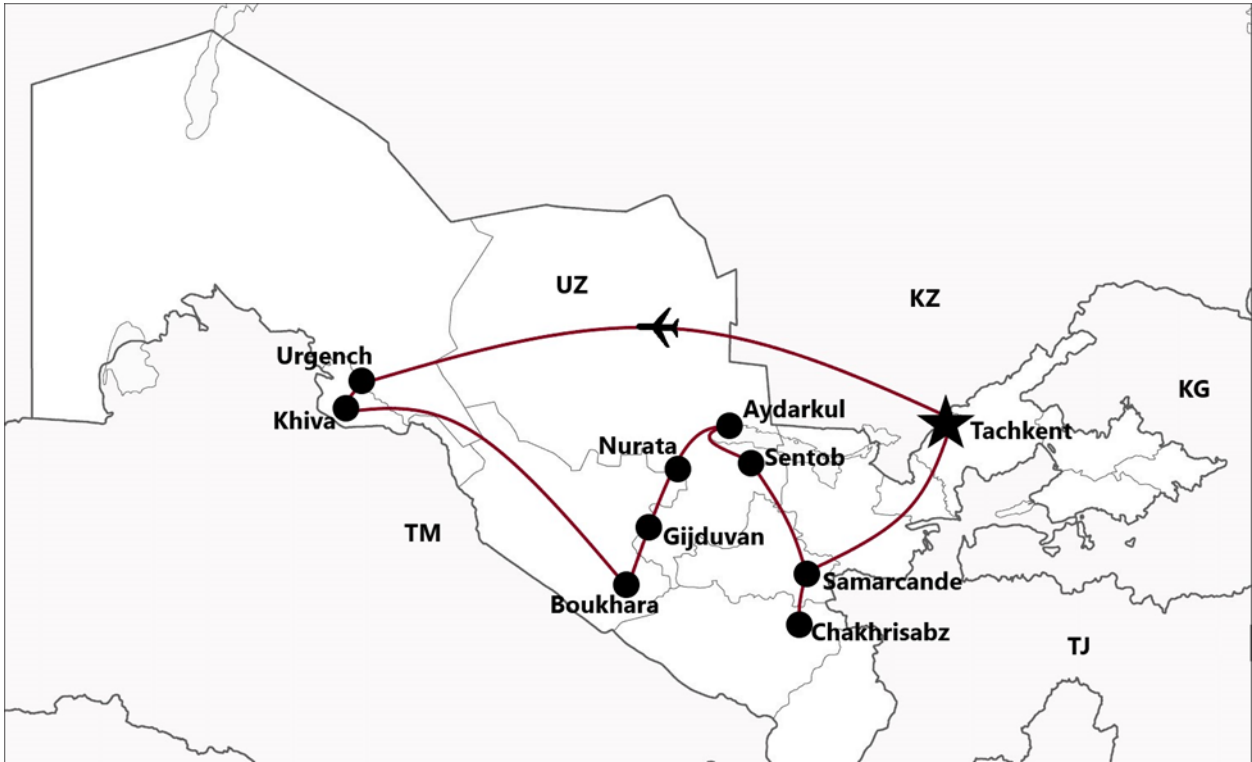 UZ
KZ
Urgench
KG
Khiva
Aydarkul
Tachkent
Nurata
Sentob
TM
Gijduvan
Samarcande
Boukhara
Chakhrisabz
TJ